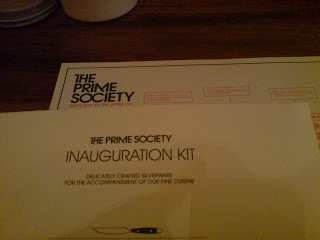 THE
PRIME
SOCIETY
THE PRIME SOCIETY
INAUGURATION KIT
DELICATELY CRAFTED SILVERWARE
FOR THE ACCOMPANIMENT OF OUR FINE CUISINE